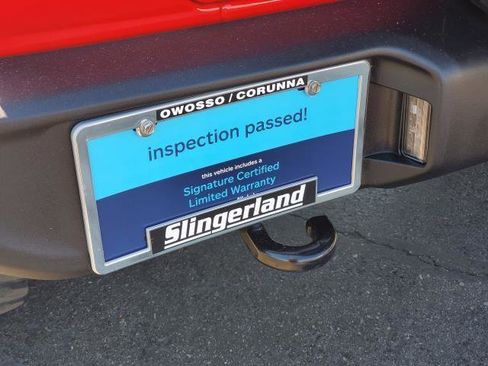 OWOSSO / CORUNNA
inspection passed!
this vehicle includes a
Signature Certified
Limited Warranty
Slingerland